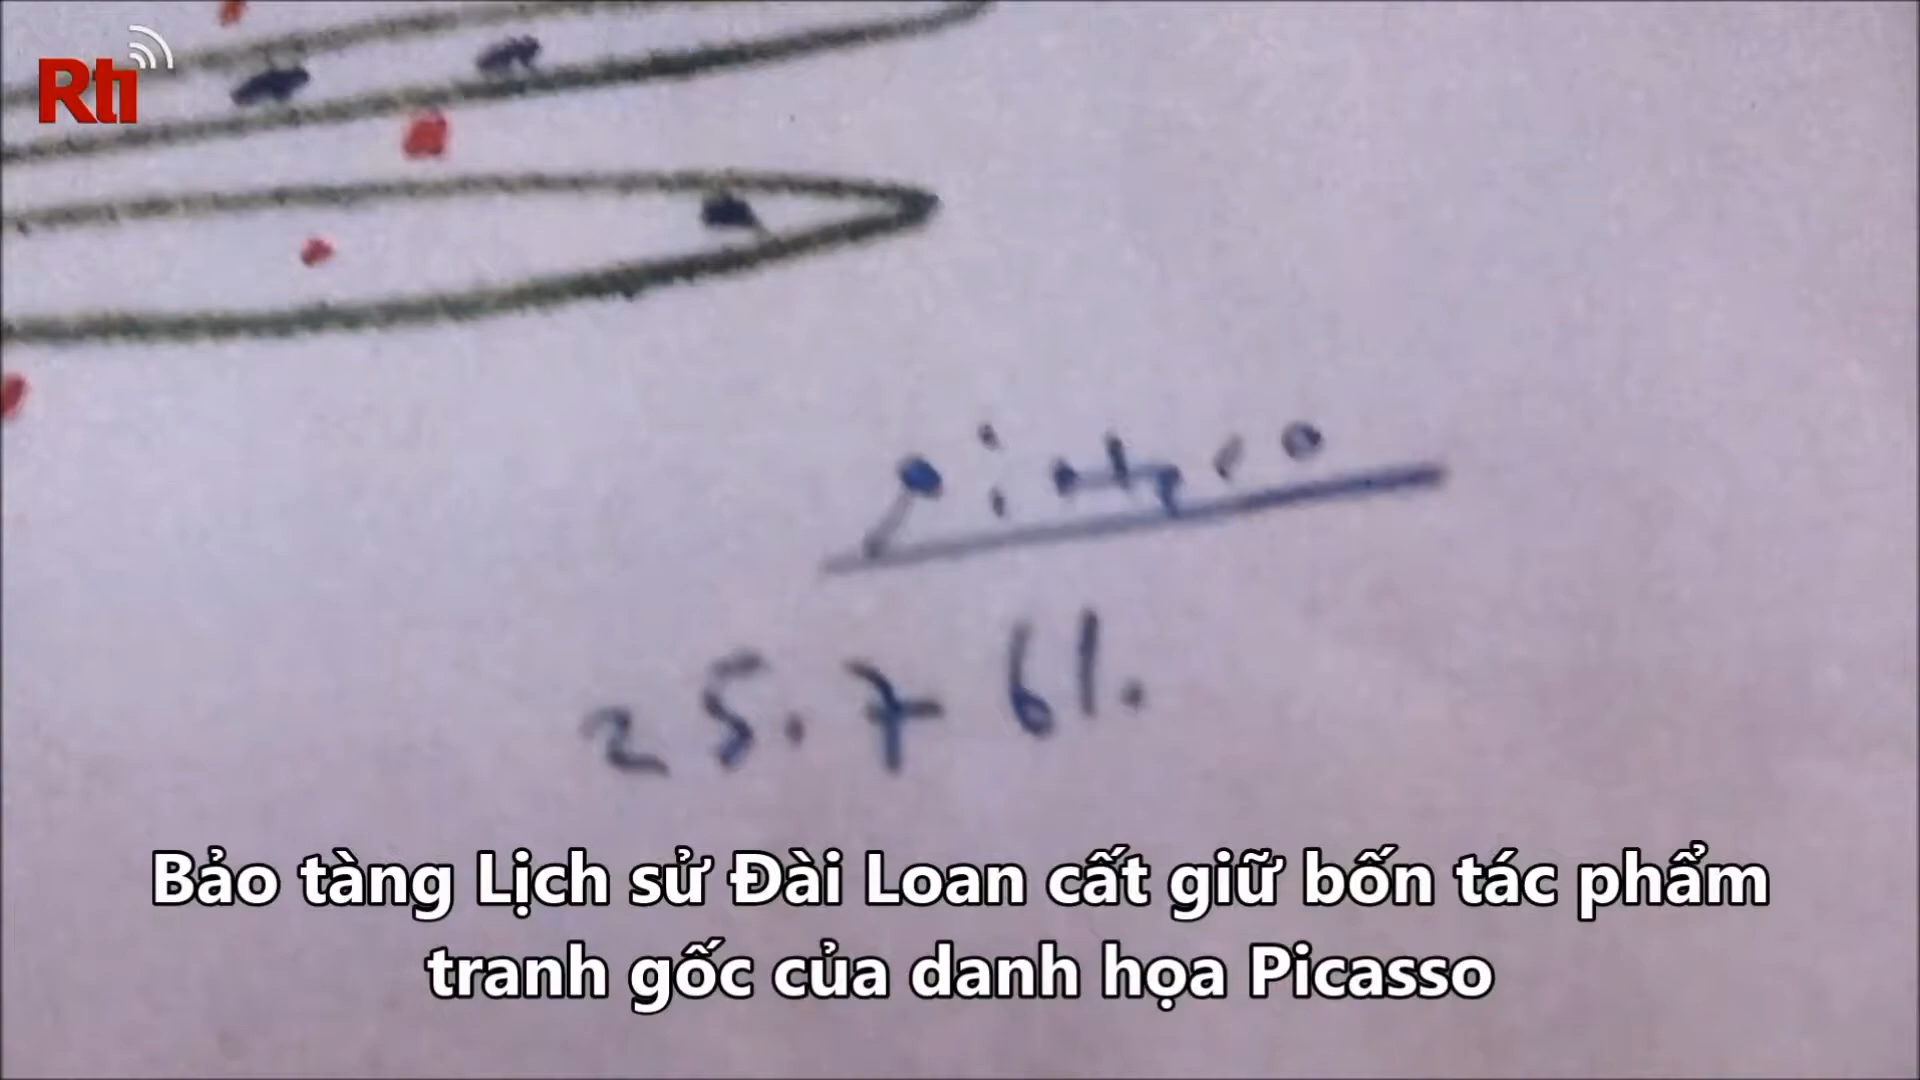 Rti
Picasso
25.7 61.
Bảo tàng Lịch sử Đài Loan cất giữ bốn tác phẩm
tranh gốc của danh họa Picasso